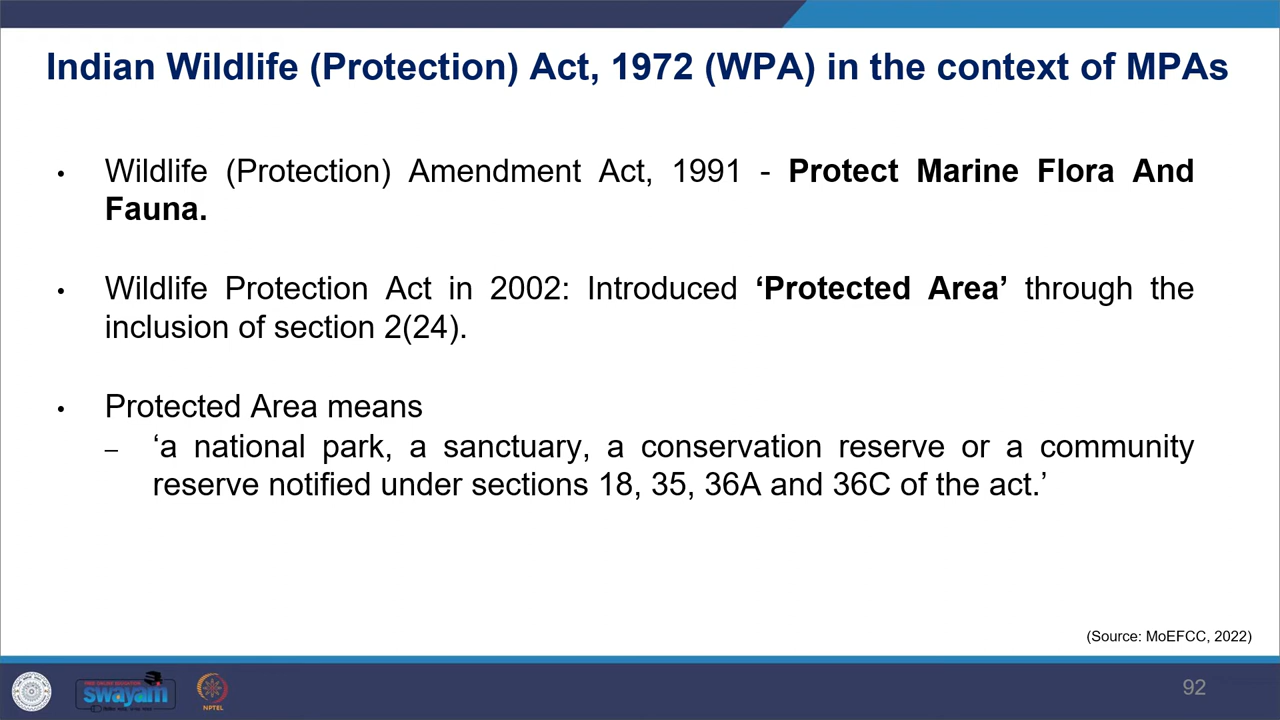 Indian Wildlife (Protection) Act, 1972 (WPA) in the context of MPAs
• Wildlife (Protection) Amendment Act, 1991 - Protect Marine Flora And
Fauna.
• Wildlife Protection Act in 2002: Introduced ‘Protected Area’ through the
inclusion of section 2(24).
• Protected Area means
– ‘a national park, a sanctuary, a conservation reserve or a community
reserve notified under sections 18, 35, 36A and 36C of the act.’
(Source: MoEFCC, 2022)
swayam
NPTEL
92